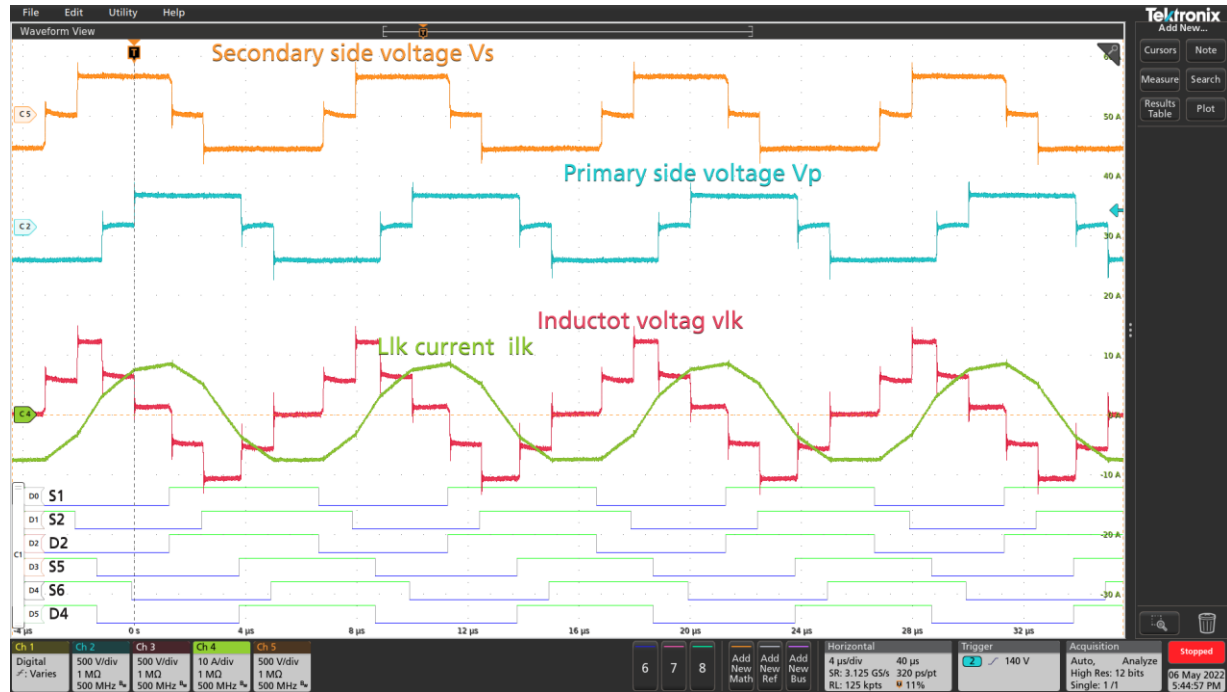 File Edit Utility Help
Tektronix
Waveform View
Add New...
Cursors Note
Measure Search
Results Table Plot
T
T
Secondary side voltage Vs
C5
50 A
Primary side voltage Vp
40 A
C2
30 A
20 A
Inductot voltag vlk
Llk current ilk
10 A
C4
-10 A
D0 S1
D1 S2
-20 A
D2 D2
C1
D3 S5
D4 S6
-30 A
D5 D4
-4 µs 0 s 4 µs 8 µs 12 µs 16 µs 20 µs 24 µs 28 µs 32 µs
Ch 1
Digital
Varies
Ch 2
500 V/div
1 MΩ
500 MHz
Ch 3
500 V/div
1 MΩ
500 MHz
Ch 4
10 A/div
1 MΩ
500 MHz
Ch 5
500 V/div
1 MΩ
500 MHz
6 7 8
Add New Math
Add New Ref
Add New Bus
Horizontal
4 µs/div 40 µs
SR: 3.125 GS/s 320 ps/pt
RL: 125 kpts 11%
Trigger
2 140 V
Acquisition
Auto, Analyze
High Res: 12 bits
Single: 1 /1
Stopped
06 May 2022
5:44:57 PM